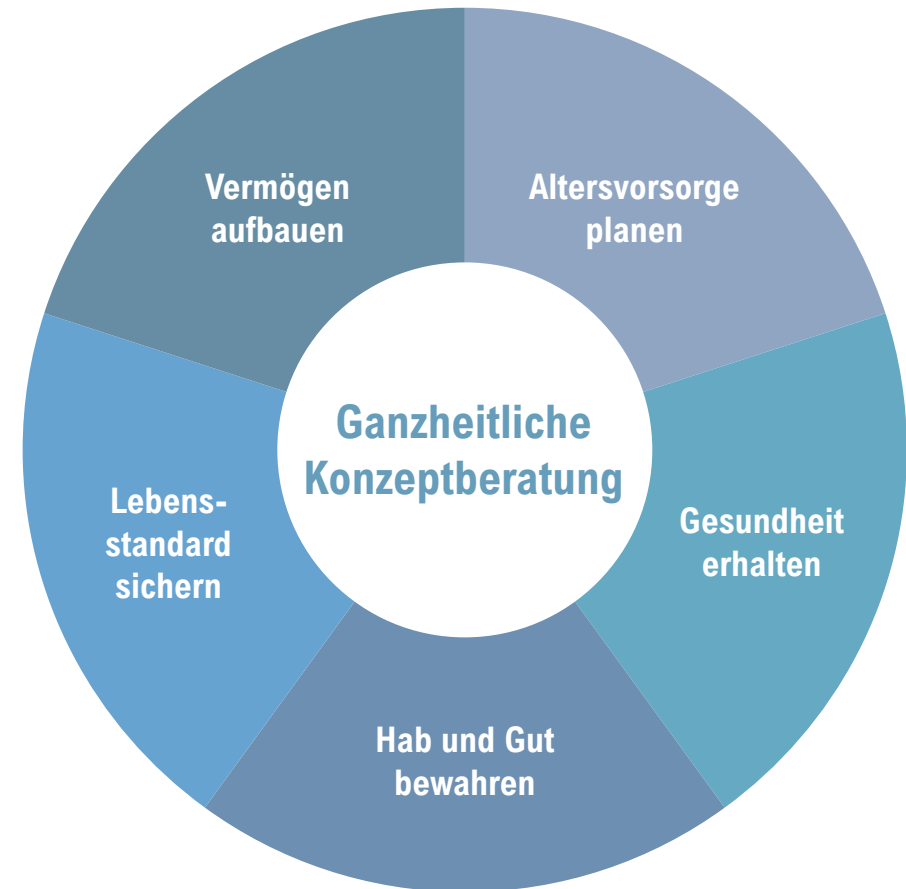 Vermögen
aufbauen
Altersvorsorge
planen
Ganzheitliche
Konzeptberatung
Lebens-
standard
sichern
Gesundheit
erhalten
Hab und Gut
bewahren